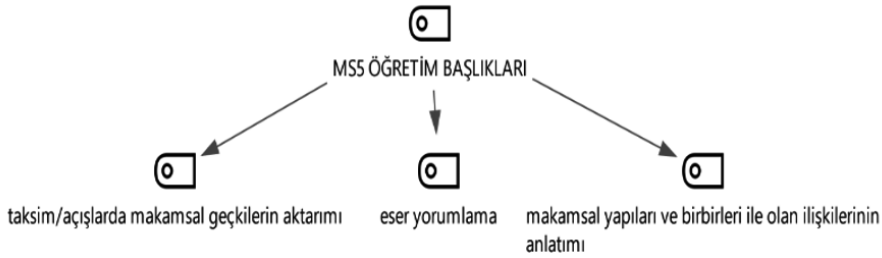 MS5 ÖĞRETİM BAŞLIKLARI
taksim/açışlarda makamsal geçkilerin aktarımı
eser yorumlama
makamsal yapıları ve birbirleri ile olan ilişkilerinin
anlatımı